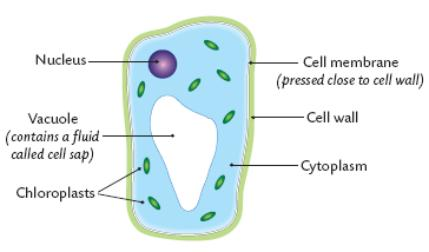 Nucleus
Vacuole
(contains a fluid
called cell sap)
Chloroplasts
Cell membrane
(pressed close to cell wall)
Cell wall
Cytoplasm